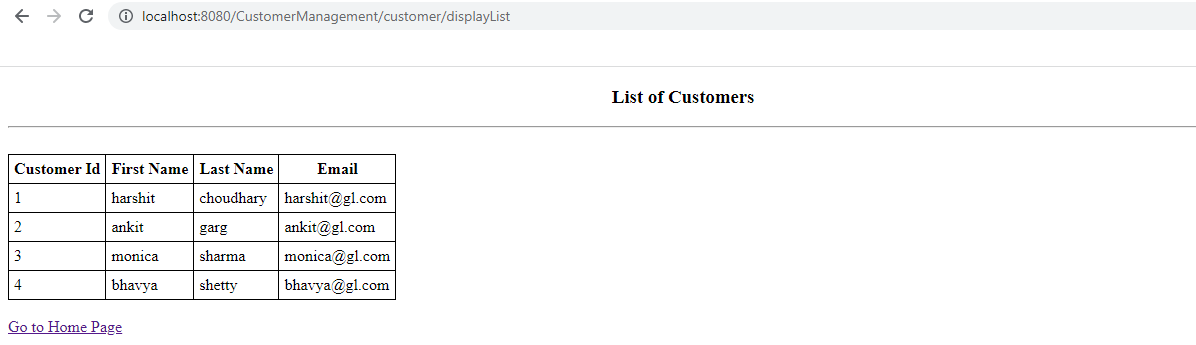 localhost:8080/CustomerManagement/customer/displayList
List of Customers
Customer Id First Name Last Name Email
1 harshit choudhary harshit@gl.com
2 ankit garg ankit@gl.com
3 monica sharma monica@gl.com
4 bhavya shetty bhavya@gl.com
Go to Home Page